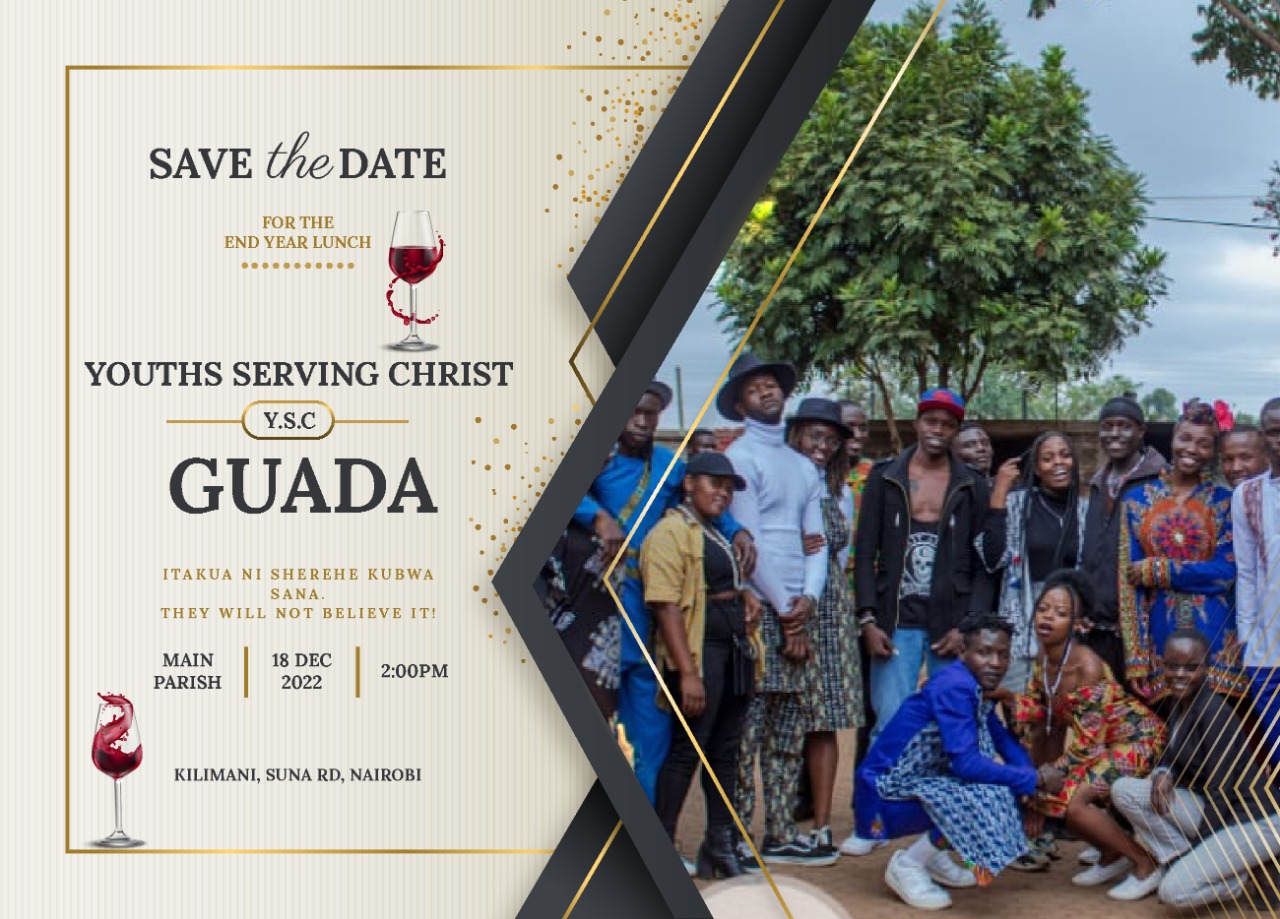 SAVE the DATE
FOR THE
END YEAR LUNCH
YOUTHS SERVING CHRIST
Y.S.C
GUADA
ITAKUA NI SHEREHE KUBWA
SANA.
THEY WILL NOT BELIEVE IT!
MAIN PARISH
18 DEC 2022
2:00PM
KILIMANI, SUNA RD, NAIROBI